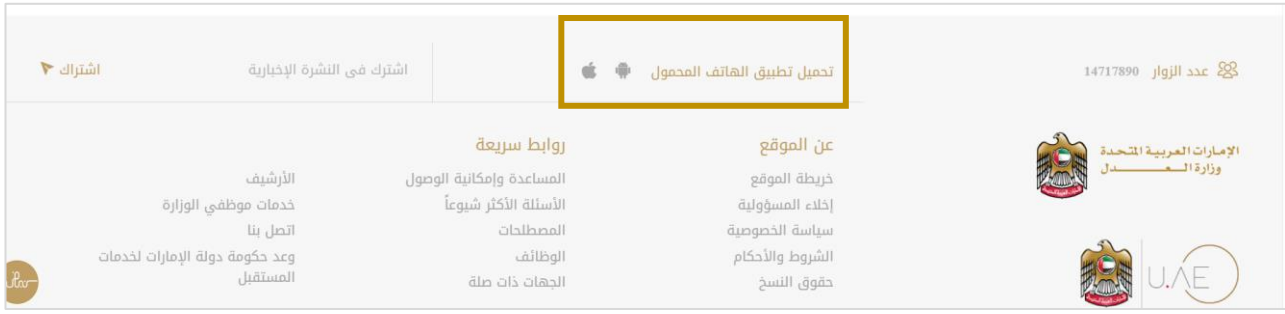 عدد الزوار 14717890
تحميل تطبيق الهاتف المحمول
اشترك في النشرة الإخبارية
اشتراك
الإمارات العربية المتحدة
وزارة العدل
U.AE
عن الموقع
خريطة الموقع
إخلاء المسؤولية
سياسة الخصوصية
الشروط والأحكام
حقوق النسخ
روابط سريعة
المساعدة وإمكانية الوصول
الأسئلة الأكثر شيوعاً
المصطلحات
الوظائف
الجهات ذات صلة
الأرشيف
خدمات موظفي الوزارة
اتصل بنا
وعد حكومة دولة الإمارات لخدمات
المستقبل